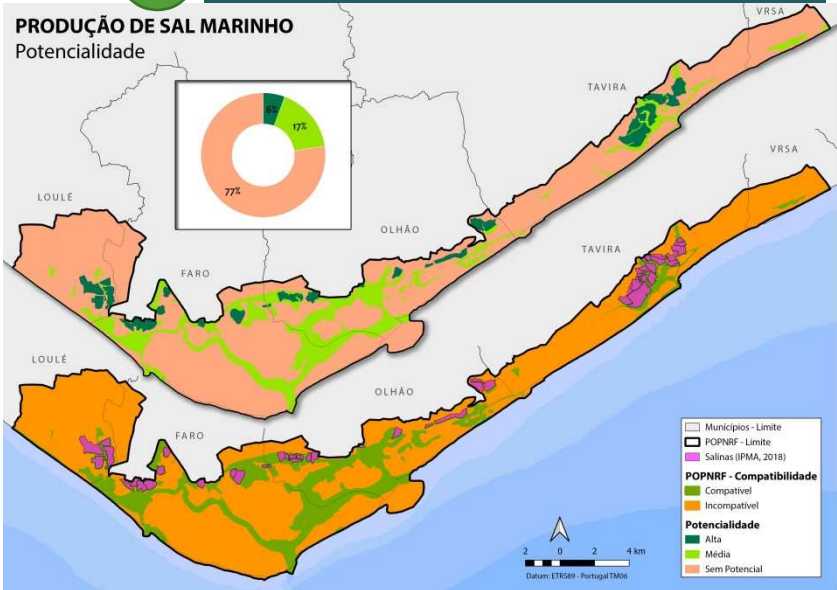 PRODUÇÃO DE SAL MARINHO
Potencialidade
VRSA
TAVIRA
6%
17%
77%
LOULÉ
VRSA
OLHÃO
FARO
TAVIRA
LOULÉ
OLHÃO
FARO
Municípios - Limite
POPNRF - Limite
Salinas (IPMA, 2018)
POPNRF - Compatibilidade
Compatível
Incompatível
Potencialidade
Alta
Média
Sem Potencial
2 0 2 4 km
Datum: ETRS89 - Portugal TM06